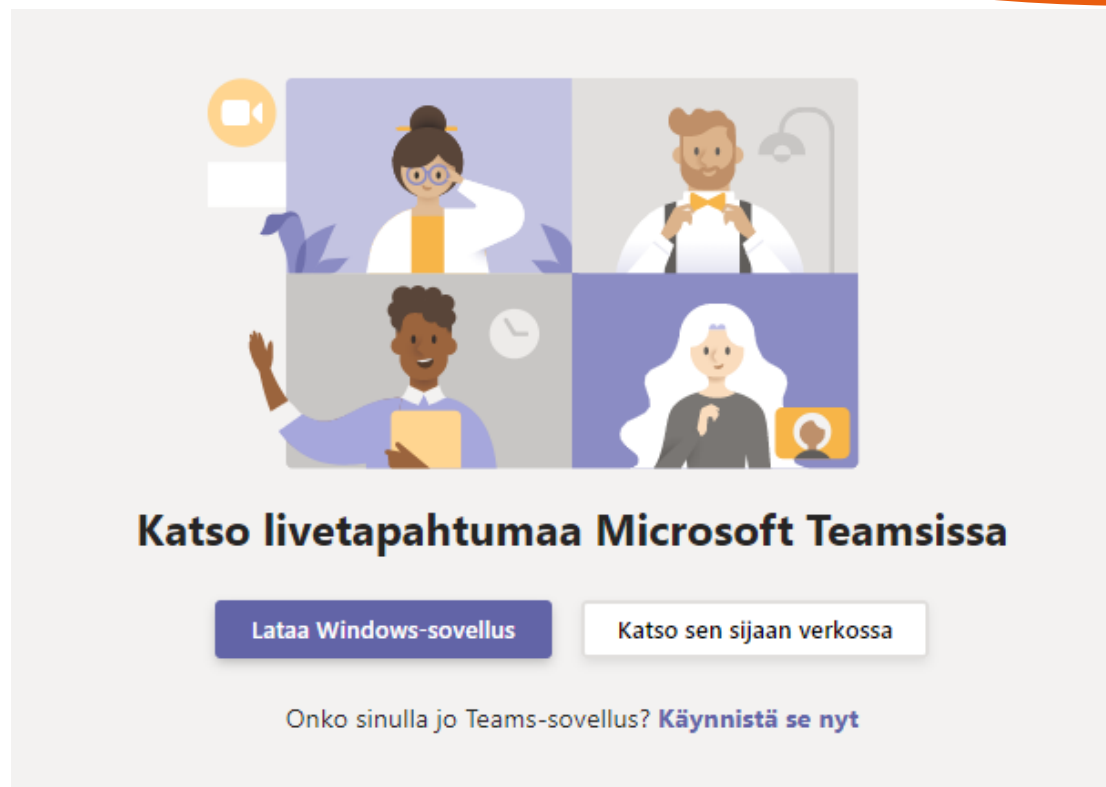 Katso livetapahtumaa Microsoft Teamsissa
Lataa Windows-sovellus
Katso sen sijaan verkossa
Onko sinulla jo Teams-sovellus? Käynnistä se nyt